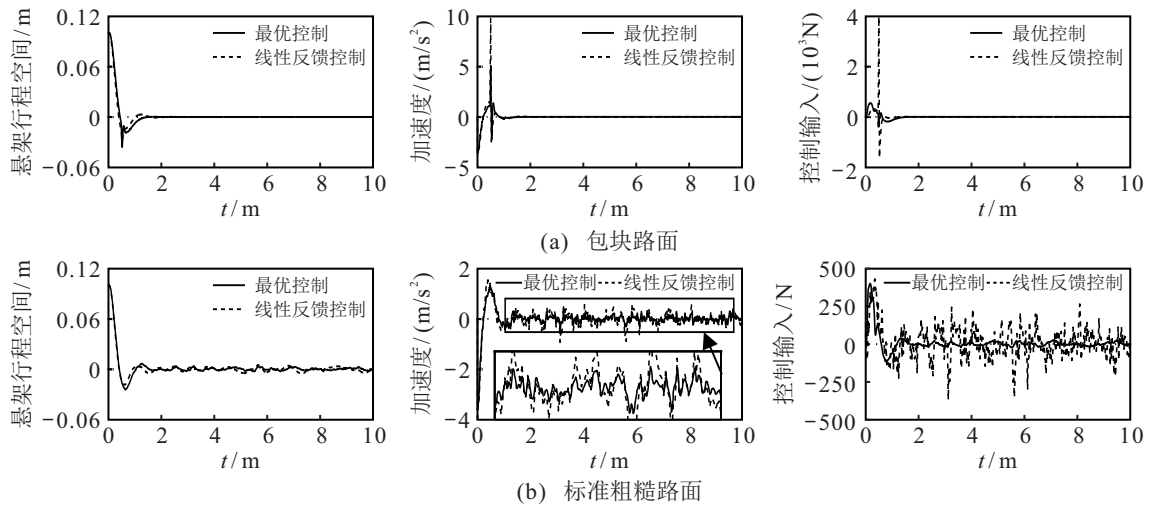 悬架行程空间/m
0.12
0.06
0
−0.06
最优控制
线性反馈控制
0 2 4 6 8 10
t/m
加速度/(m/s²)
10
5
0
−5
最优控制
线性反馈控制
0 2 4 6 8 10
t/m
控制输入/(10³N)
4
2
0
−2
最优控制
线性反馈控制
0 2 4 6 8 10
t/m
(a) 包块路面
悬架行程空间/m
0.12
0.06
0
−0.06
最优控制
线性反馈控制
0 2 4 6 8 10
t/m
加速度/(m/s²)
2
0
−2
−4
最优控制 线性反馈控制
0 2 4 6 8 10
t/m
控制输入/N
500
250
0
−250
−500
最优控制 线性反馈控制
0 2 4 6 8 10
t/m
(b) 标准粗糙路面